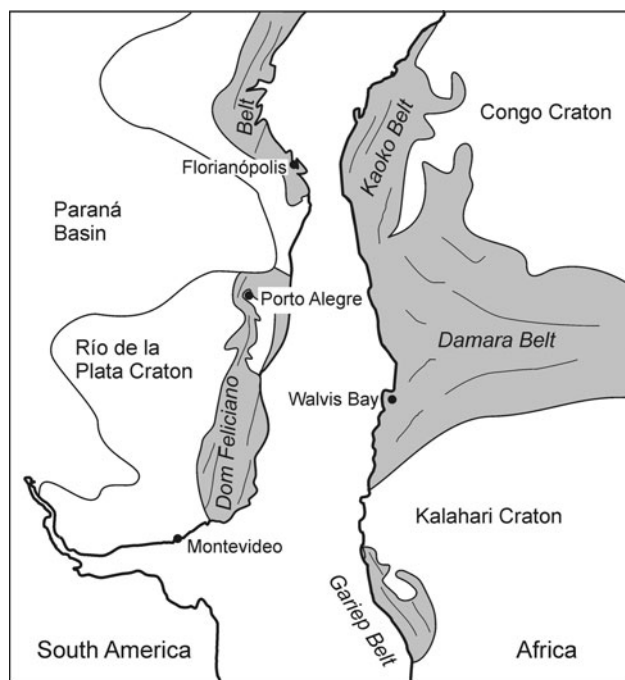 Belt
Florianópolis
Kaoko Belt
Congo Craton
Paraná
Basin
Porto Alegre
Río de la
Plata Craton
Damara Belt
Walvis Bay
Dom Feliciano
Kalahari Craton
Montevideo
Gariep Belt
South America
Africa